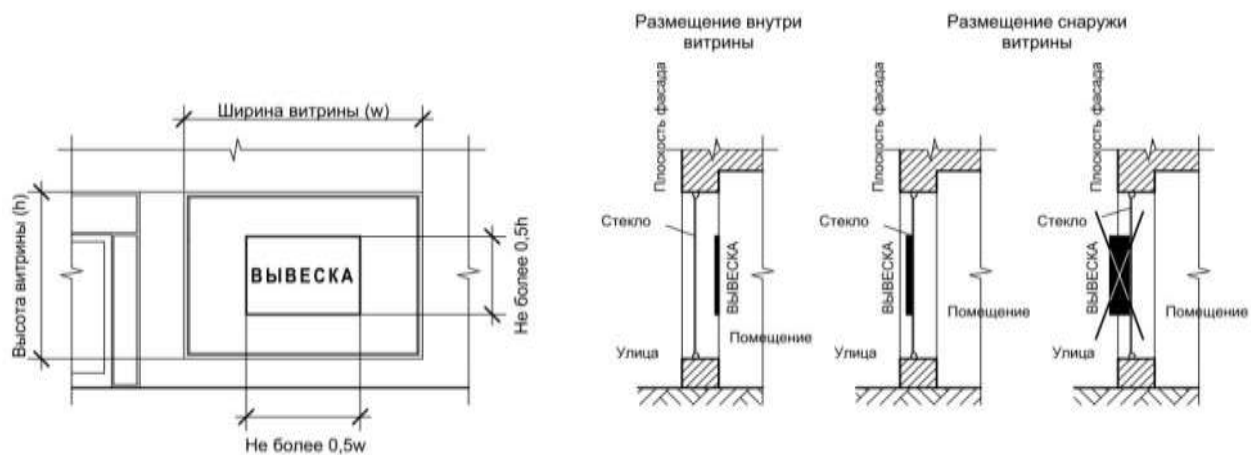 Ширина витрины (w)
Высота витрины (h)
ВЫВЕСКА
Не более 0,5h
Не более 0,5w
Размещение внутри
витрины
Плоскость фасада
Стекло
ВЫВЕСКА
Помещение
Улица
Размещение снаружи
витрины
Плоскость фасада
Стекло
ВЫВЕСКА
Помещение
Улица
Плоскость фасада
Стекло
ВЫВЕСКА
Помещение
Улица